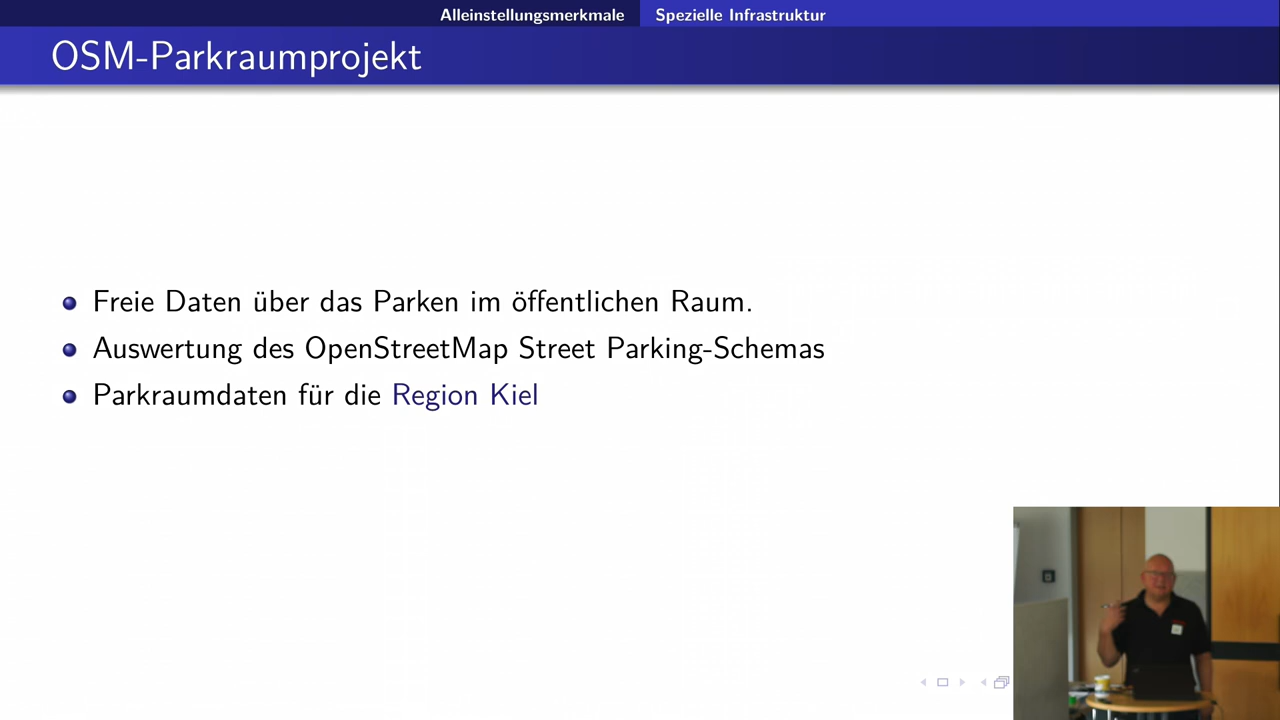 Alleinstellungsmerkmale Spezielle Infrastruktur
OSM-Parkraumprojekt
Freie Daten über das Parken im öffentlichen Raum.
Auswertung des OpenStreetMap Street Parking-Schemas
Parkraumdaten für die Region Kiel